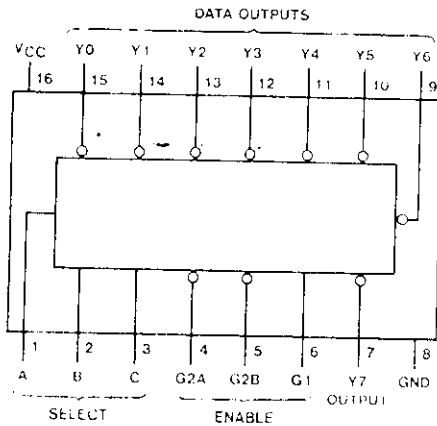 DATA OUTPUTS
VCC Y0 Y1 Y2 Y3 Y4 Y5 Y6
16 15 14 13 12 11 10 9
1 2 3 4 5 6 7 8
A B C G2A G2B G1 Y7 GND
OUTPUT
SELECT ENABLE